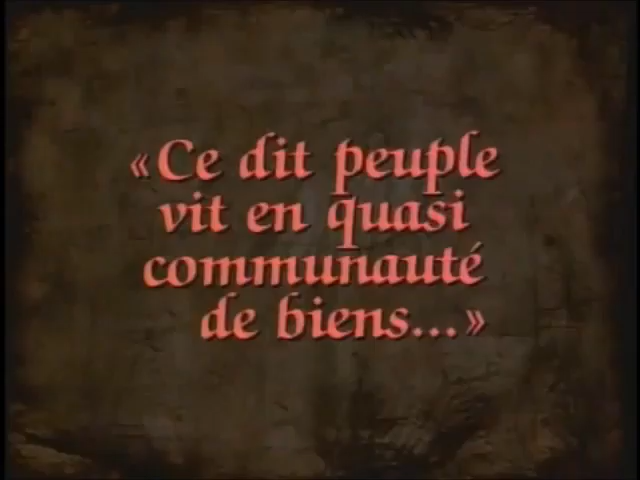 «Ce dit peuple
vit en quasi
communauté
de biens...»